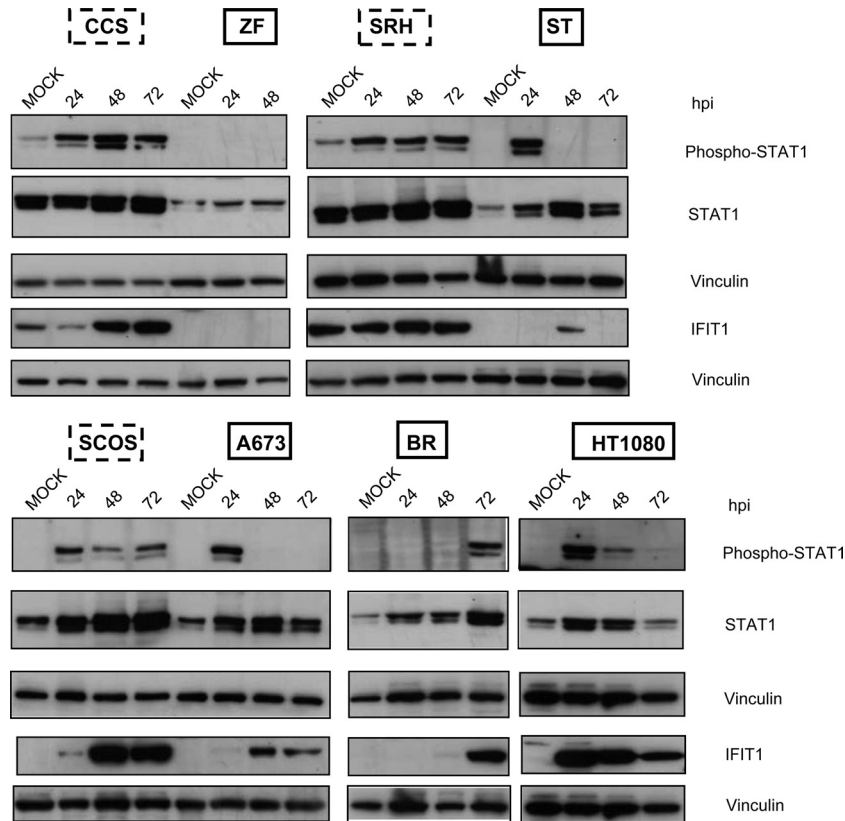 CCS ZF SRH ST
MOCK 24 48 72 MOCK 24 48 MOCK 24 48 72 MOCK 24 48 72 hpi
Phospho-STAT1
STAT1
Vinculin
IFIT1
Vinculin
SCOS A673 BR HT1080
MOCK 24 48 72 MOCK 24 48 72 MOCK 24 48 72 MOCK 24 48 72 hpi
Phospho-STAT1
STAT1
Vinculin
IFIT1
Vinculin